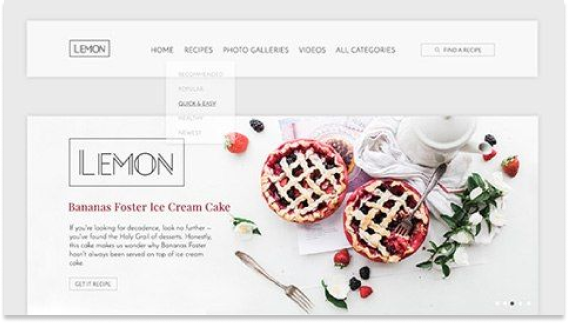 LEMON
HOME RECIPES PHOTO GALLERIES VIDEOS ALL CATEGORIES
FIND A RECIPE
RECOMMENDED
POPULAR
QUICK & EASY
HEALTHY
NEWEST
LEMON
Bananas Foster Ice Cream Cake
If you're looking for decadence, look no further –
you've found the Holy Grail of desserts. Honestly,
this cake makes us wonder why Bananas Foster
hasn't always been served on top of ice cream
cake.
GET IT RECIPE